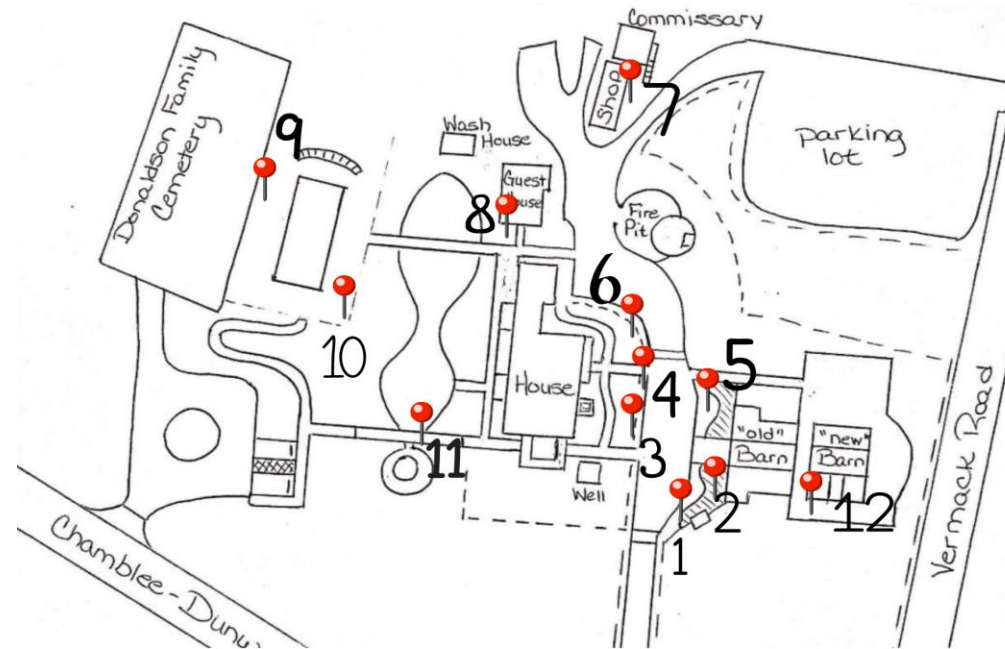 Commissary
Shop
7
Parking
lot
Donaldson Family
Cemetery
9
Wash
House
Guest
House
8
Fire
Pit
6
10
House
4
5
3
"old"
Barn
"new"
Barn
11
Well
2
12
1
Vermack Road
Chamblee-Dunw